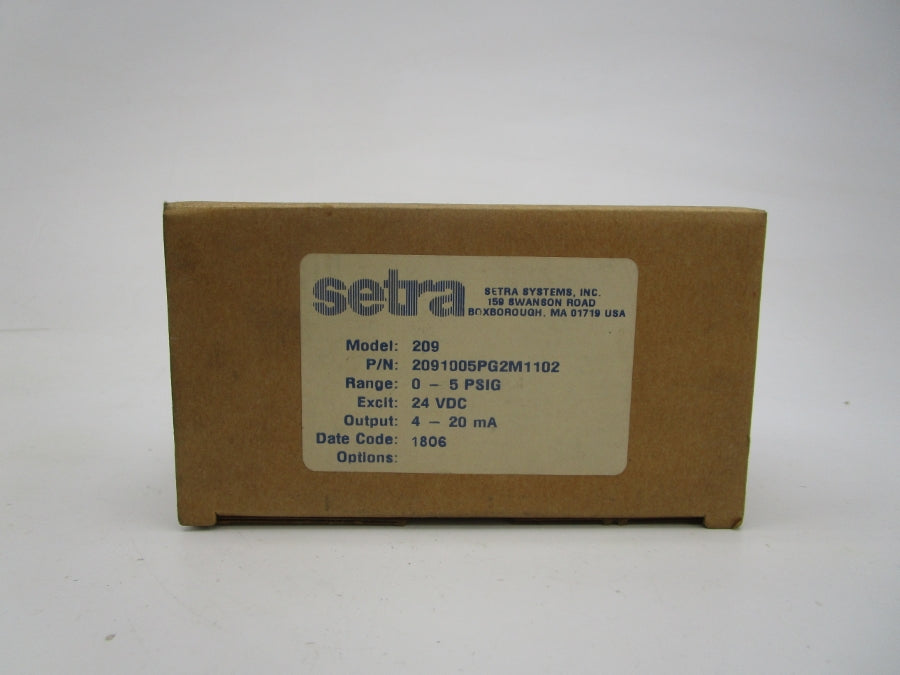 setra
SETRA SYSTEMS, INC.
159 SWANSON ROAD
BOXBOROUGH, MA 01719 USA
Model: 209
P/N: 2091005PG2M1102
Range: 0 – 5 PSIG
Excit: 24 VDC
Output: 4 – 20 mA
Date Code: 1806
Options: